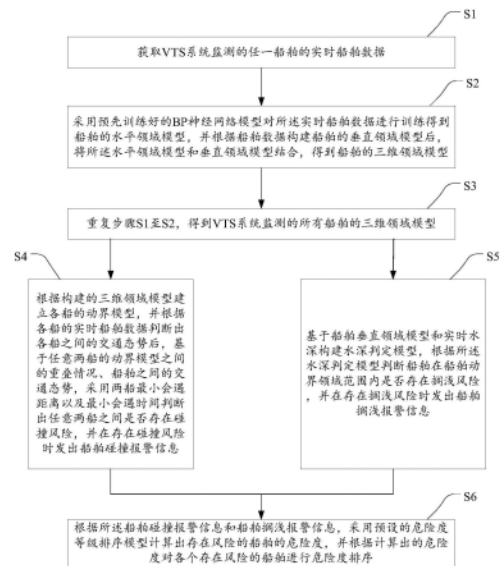 S1
获取VTS系统监测的任一船舶的实时船舶数据
S2
采用预先训练好的BP神经网络模型对所述实时船舶数据进行训练得到
船舶的水平领域模型，并根据船舶数据构建船舶的垂直领域模型后，
将所述水平领域模型和垂直领域模型结合，得到船舶的三维领域模型
S3
重复步骤S1至S2，得到VTS系统监测的所有船舶的三维领域模型
S4
根据构建的三维领域模型建
立各船的动界模型，并根据
各船的实时船舶数据判断出
各船之间的交通态势后，基
于任意两船的动界模型之间
的重叠情况、船舶之间的交
通态势，采用两船最小会遇
距离以及最小会遇时间判断
出任意两船之间是否存在碰
撞风险，并在存在碰撞风险
时发出船舶碰撞报警信息
S5
基于船舶垂直领域模型和实时水
深构建水深判定模型，根据所述
水深判定模型判断船舶在船舶动
界领域范围内是否存在搁浅风险
，并在存在搁浅风险时发出船舶
搁浅报警信息
S6
根据所述船舶碰撞报警信息和船舶搁浅报警信息，采用预设的危险度
等级排序模型计算出存在风险的船舶的危险度，并根据计算出的危险
度对各个存在风险的船舶进行危险度排序